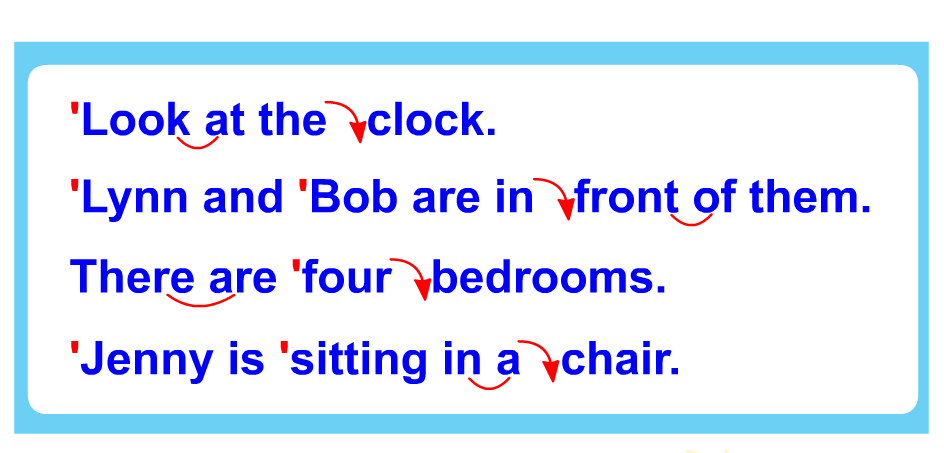 'Look at the clock.
'Lynn and 'Bob are in front of them.
There are 'four bedrooms.
'Jenny is 'sitting in a chair.